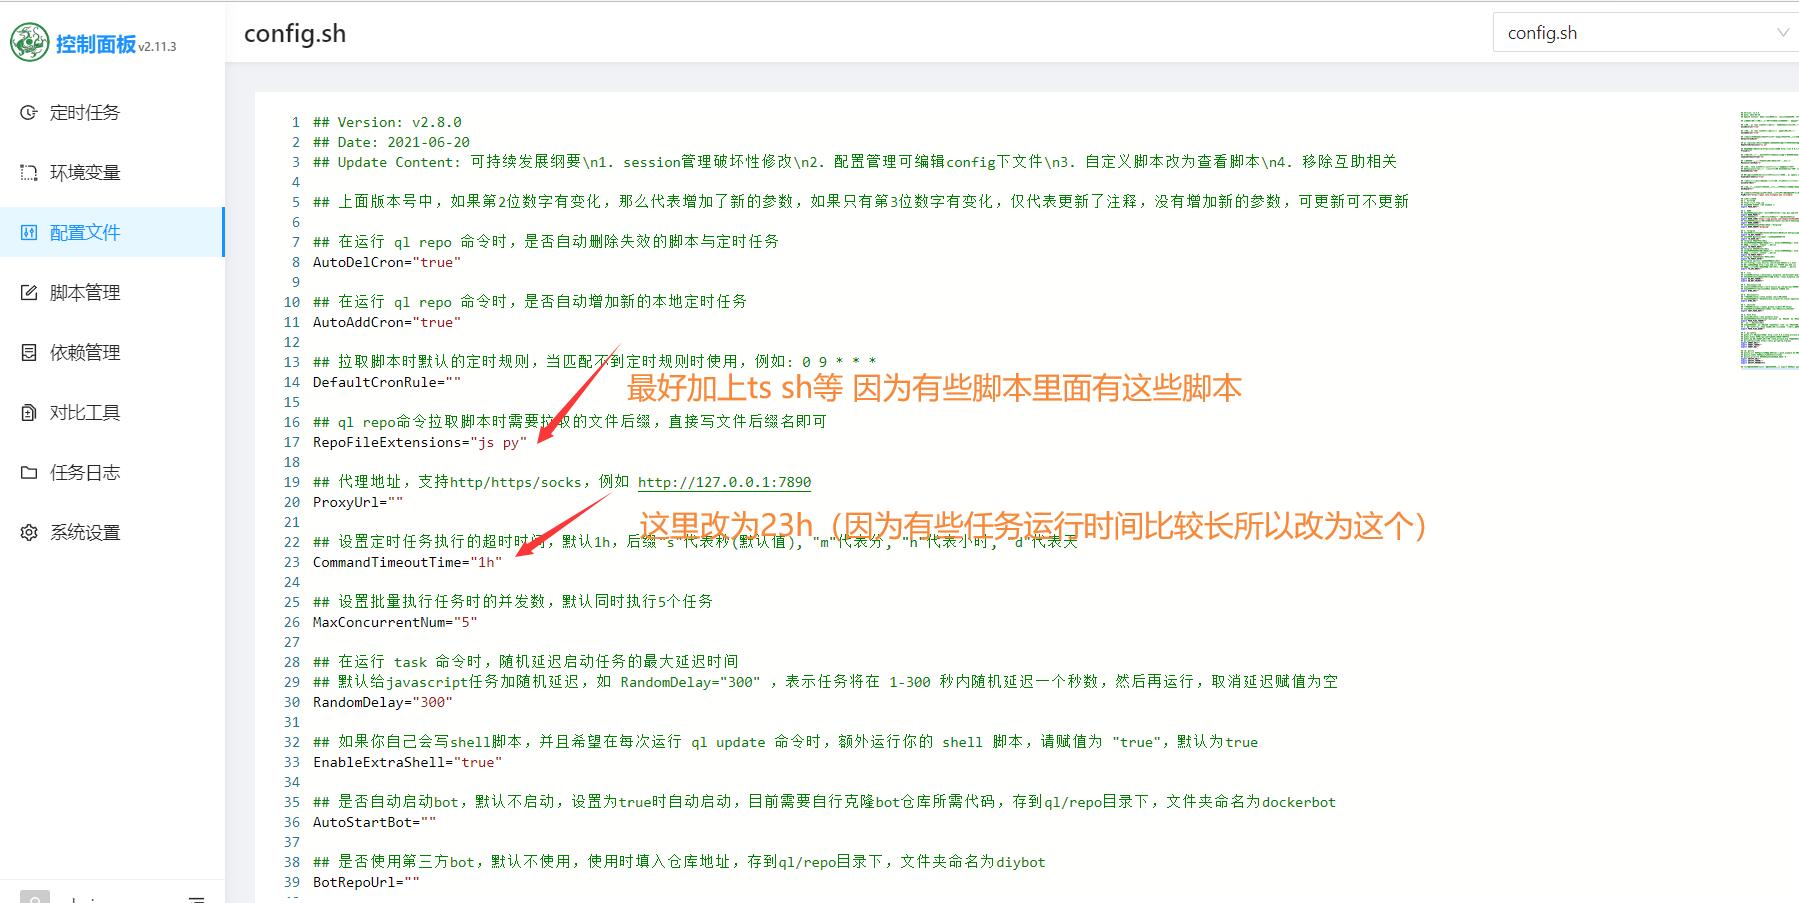 控制面板 v2.11.3
config.sh
config.sh
定时任务
环境变量
配置文件
脚本管理
依赖管理
对比工具
任务日志
系统设置
1 ## Version: v2.8.0
2 ## Date: 2021-06-20
3 ## Update Content: 可持续发展纲要\n1. session管理破坏性修改\n2. 配置管理可编辑config下文件\n3. 自定义脚本改为查看脚本\n4. 移除互助相关
4
5 ## 上面版本号中，如果第2位数字有变化，那么代表增加了新的参数，如果只有第3位数字有变化，仅代表更新了注释，没有增加新的参数，可更新可不更新
6
7 ## 在运行 ql repo 命令时，是否自动删除失效的脚本与定时任务
8 AutoDelCron="true"
9
10 ## 在运行 ql repo 命令时，是否自动增加新的本地定时任务
11 AutoAddCron="true"
12
13 ## 拉取脚本时默认的定时规则，当匹配不到定时规则时使用，例如: 0 9 * * *
14 DefaultCronRule=""
最好加上ts sh等 因为有些脚本里面有这些脚本
15
16 ## ql repo命令拉取脚本时需要拉取的文件后缀，直接写文件后缀名即可
17 RepoFileExtensions="js py"
18
19 ## 代理地址，支持http/https/socks，例如 http://127.0.0.1:7890
20 ProxyUrl=""
21
这里改为23h（因为有些任务运行时间比较长所以改为这个）
22 ## 设置定时任务执行的超时时间，默认1h，后缀"s"代表秒(默认值), "m"代表分, "h"代表小时, "d"代表天
23 CommandTimeoutTime="1h"
24
25 ## 设置批量执行任务时的并发数，默认同时执行5个任务
26 MaxConcurrentNum="5"
27
28 ## 在运行 task 命令时，随机延迟启动任务的最大延迟时间
29 ## 默认给javascript任务加随机延迟，如 RandomDelay="300" ，表示任务将在 1-300 秒内随机延迟一个秒数，然后再运行，取消延迟赋值为空
30 RandomDelay="300"
31
32 ## 如果你自己会写shell脚本，并且希望在每次运行 ql update 命令时，额外运行你的 shell 脚本，请赋值为 "true"，默认为true
33 EnableExtraShell="true"
34
35 ## 是否自动启动bot，默认不启动，设置为true时自动启动，目前需要自行克隆bot仓库所需代码，存到ql/repo目录下，文件夹命名为dockerbot
36 AutoStartBot=""
37
38 ## 是否使用第三方bot，默认不使用，使用时填入仓库地址，存到ql/repo目录下，文件夹命名为diybot
39 BotRepoUrl=""